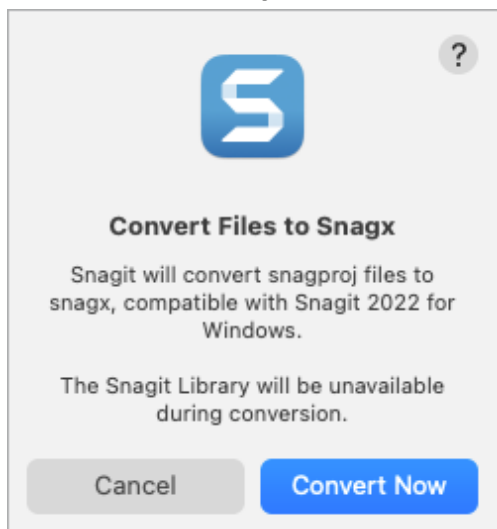 ?
S
Convert Files to Snagx
Snagit will convert snagproj files to
snagx, compatible with Snagit 2022 for
Windows.
The Snagit Library will be unavailable
during conversion.
Cancel
Convert Now